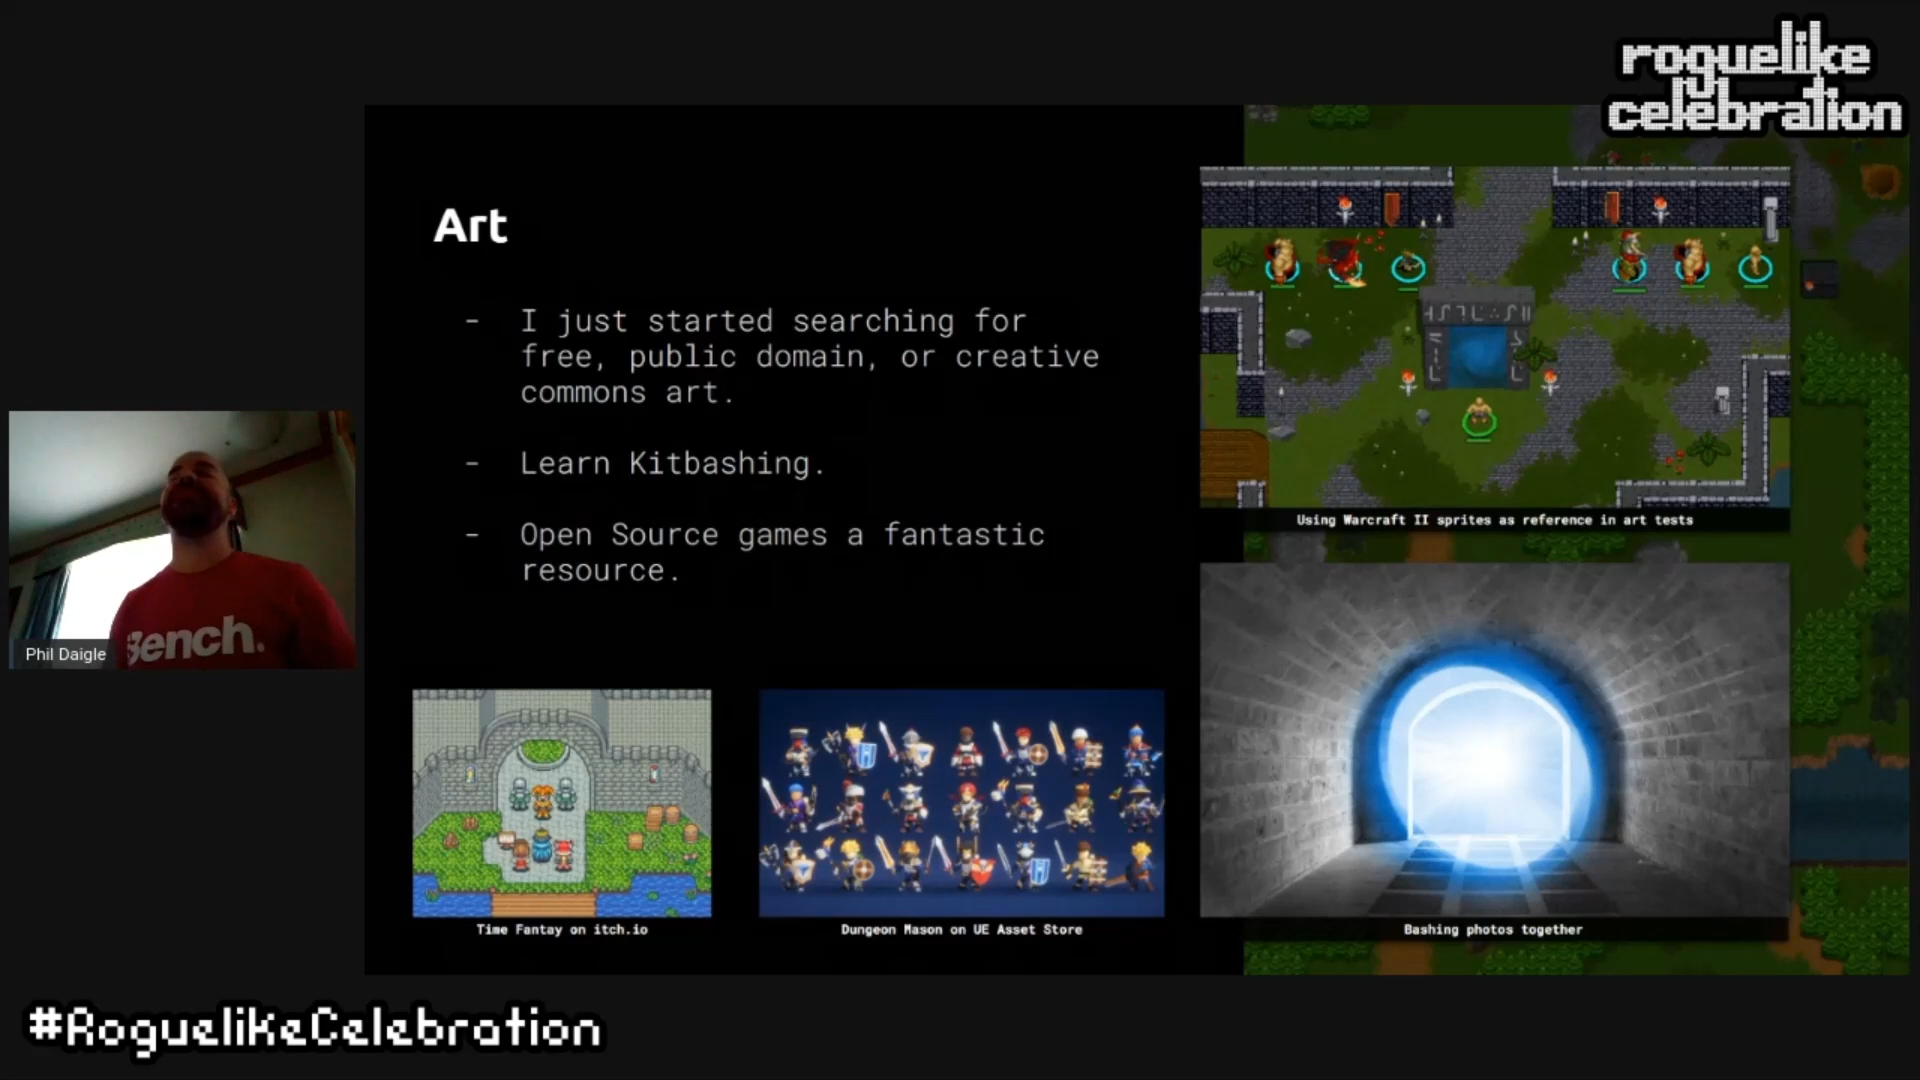 roguelike
celebration
Art
- I just started searching for
free, public domain, or creative
commons art.
- Learn Kitbashing.
- Open Source games a fantastic
resource.
Using Warcraft II sprites as reference in art tests
Bench.
Phil Daigle
Time Fantay on itch.io
Dungeon Mason on UE Asset Store
Bashing photos together
#RoguelikeCelebration